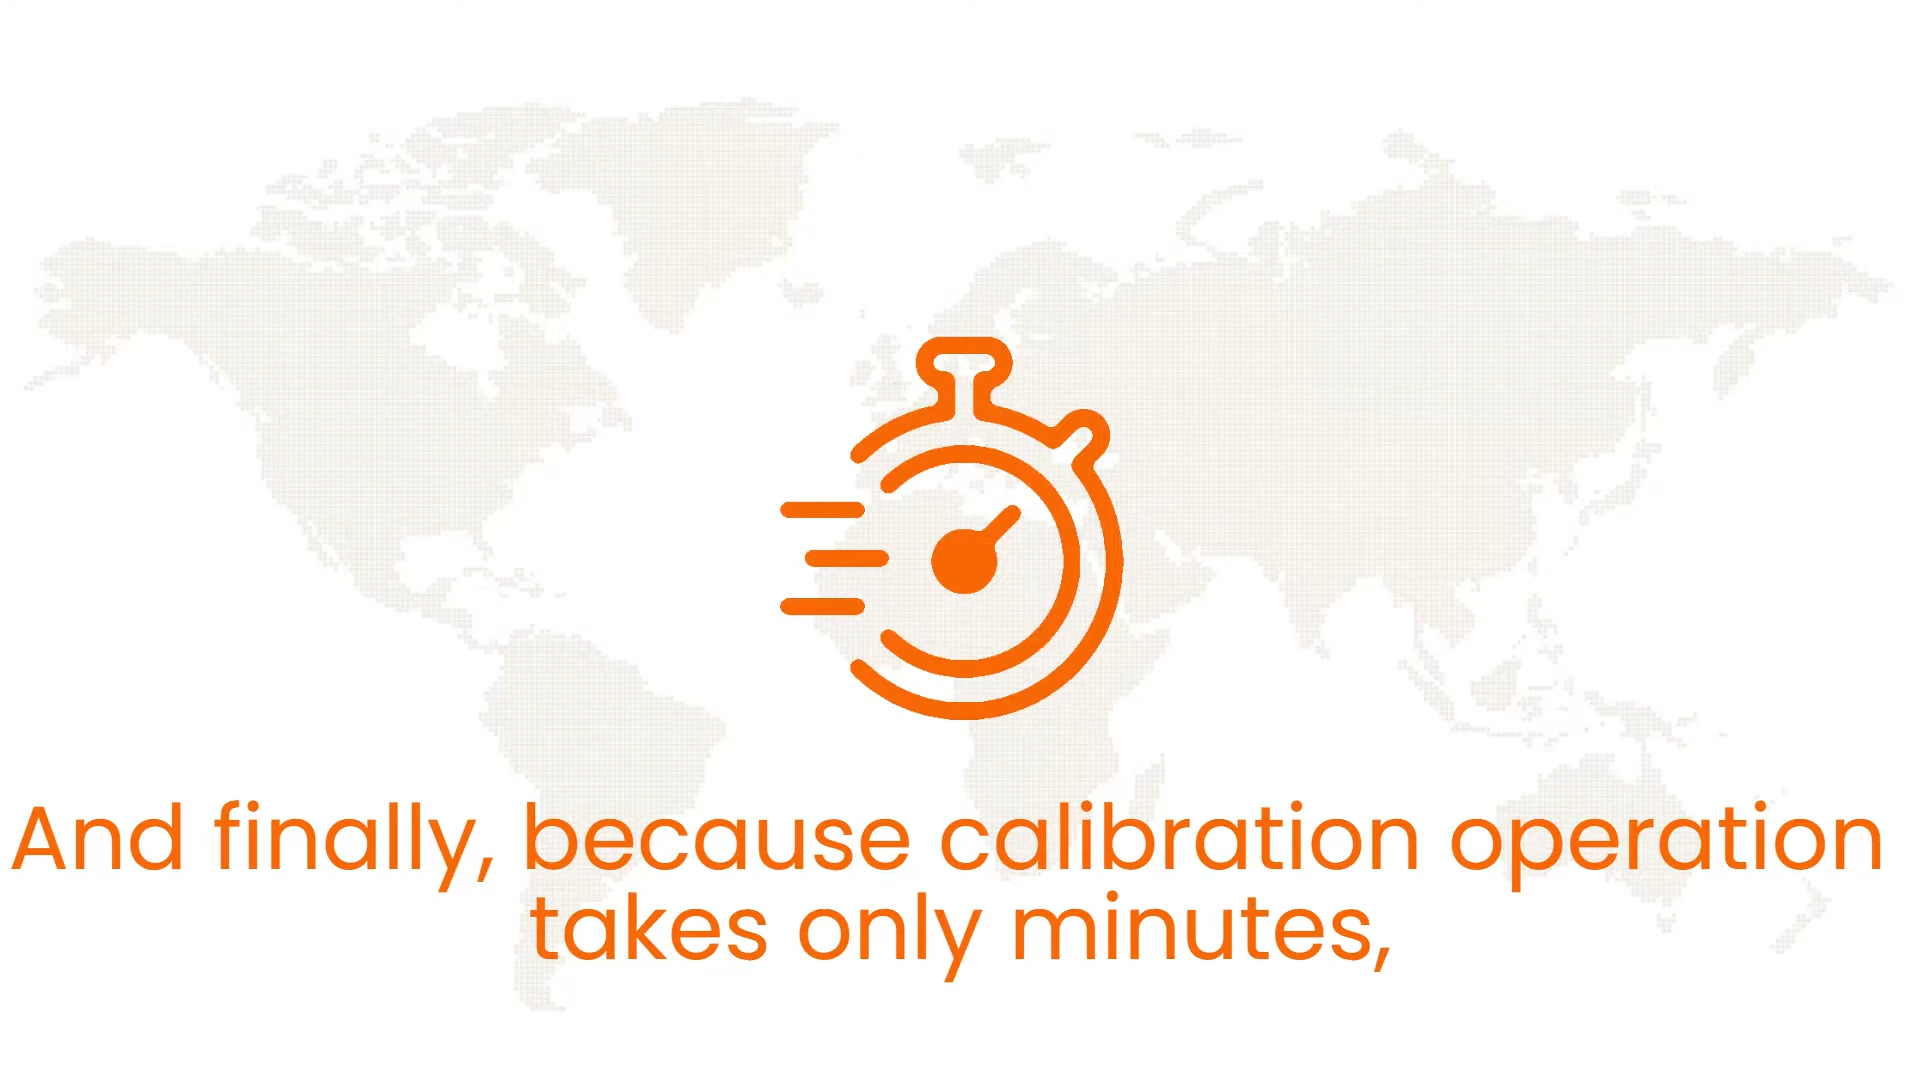 And finally, because calibration operation
takes only minutes,